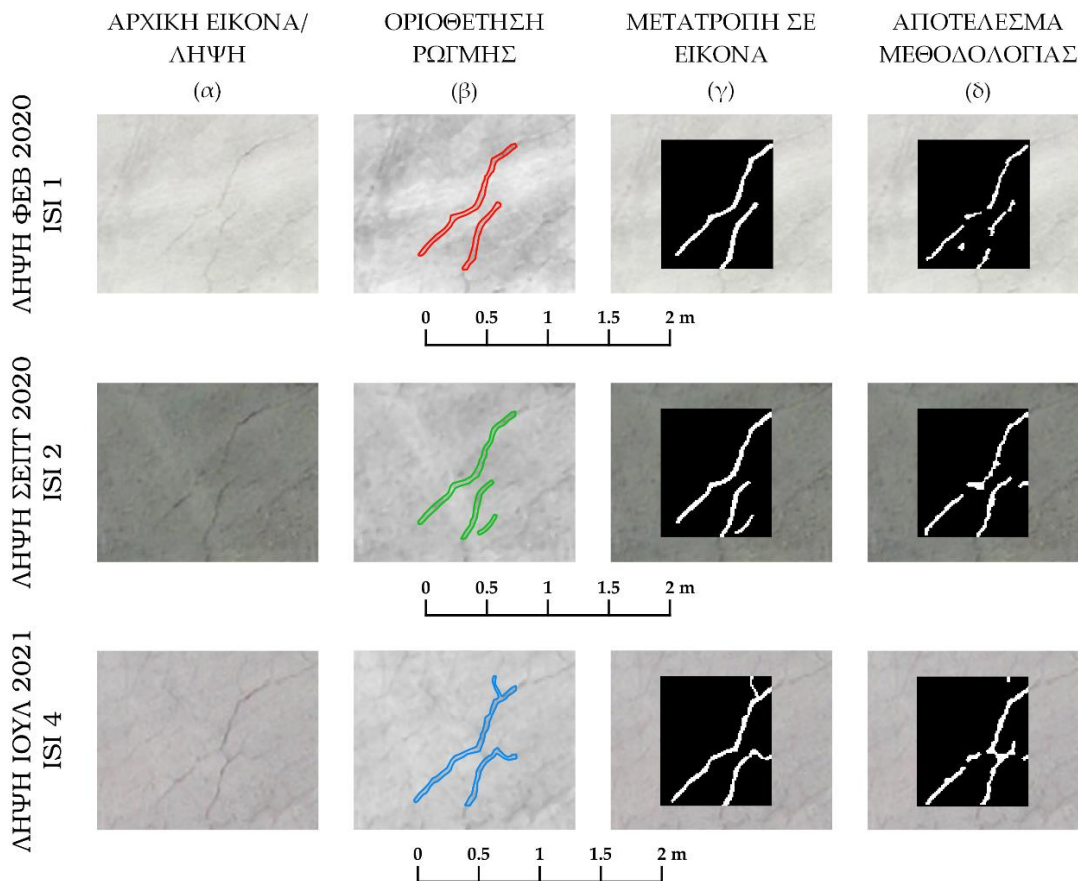 ΑΡΧΙΚΗ ΕΙΚΟΝΑ/
ΛΗΨΗ
(α)
ΟΡΙΟΘΕΤΗΣΗ
ΡΩΓΜΗΣ
(β)
ΜΕΤΑΤΡΟΠΗ ΣΕ
ΕΙΚΟΝΑ
(γ)
ΑΠΟΤΕΛΕΣΜΑ
ΜΕΘΟΔΟΛΟΓΙΑΣ
(δ)
ΛΗΨΗ ΦΕΒ 2020
ISI 1
0 0.5 1 1.5 2 m
ΛΗΨΗ ΣΕΠΤ 2020
ISI 2
0 0.5 1 1.5 2 m
ΛΗΨΗ ΙΟΥΛ 2021
ISI 4
0 0.5 1 1.5 2 m